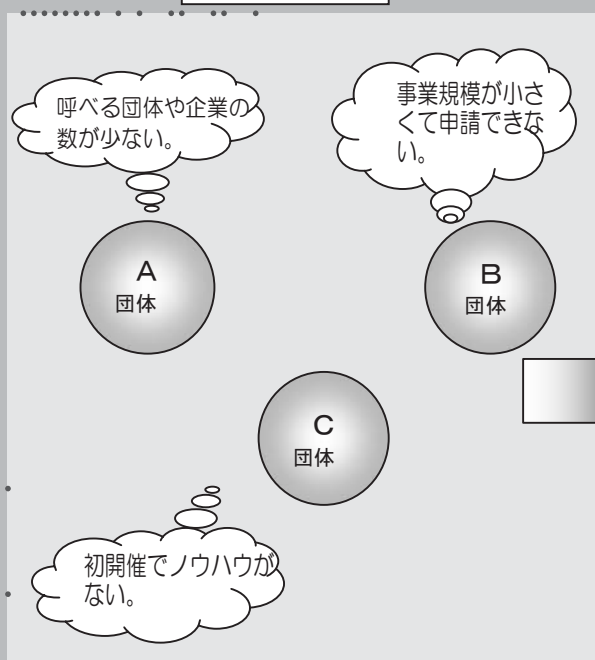 呼べる団体や企業の
数が少ない。
事業規模が小さ
くて申請できな
い。
A
団体
B
団体
C
団体
初開催でノウハウが
ない。